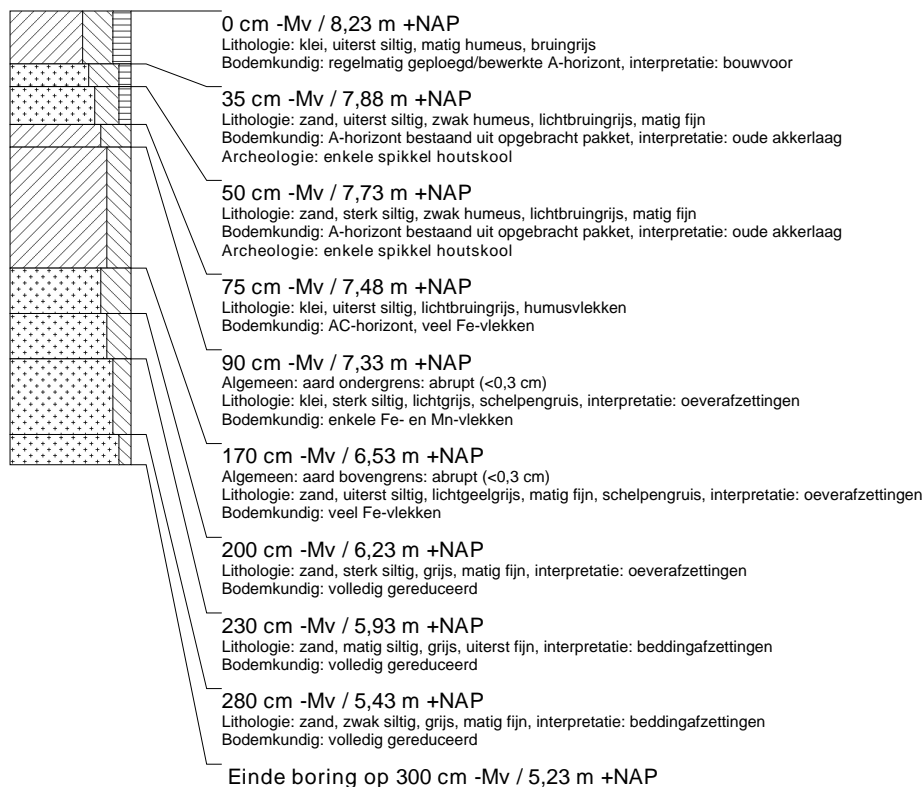 0 cm -Mv / 8,23 m +NAP
Lithologie: klei, uiterst siltig, matig humeus, bruingrijs
Bodemkundig: regelmatig geploegd/bewerkte A-horizont, interpretatie: bouwvoor
35 cm -Mv / 7,88 m +NAP
Lithologie: zand, uiterst siltig, zwak humeus, lichtbruingrijs, matig fijn
Bodemkundig: A-horizont bestaand uit opgebracht pakket, interpretatie: oude akkerlaag
Archeologie: enkele spikkel houtskool
50 cm -Mv / 7,73 m +NAP
Lithologie: zand, sterk siltig, zwak humeus, lichtbruingrijs, matig fijn
Bodemkundig: A-horizont bestaand uit opgebracht pakket, interpretatie: oude akkerlaag
Archeologie: enkele spikkel houtskool
75 cm -Mv / 7,48 m +NAP
Lithologie: klei, uiterst siltig, lichtbruingrijs, humusvlekken
Bodemkundig: AC-horizont, veel Fe-vlekken
90 cm -Mv / 7,33 m +NAP
Algemeen: aard ondergrens: abrupt (<0,3 cm)
Lithologie: klei, sterk siltig, lichtgrijs, schelpengruis, interpretatie: oeverafzettingen
Bodemkundig: enkele Fe- en Mn-vlekken
170 cm -Mv / 6,53 m +NAP
Algemeen: aard bovengrens: abrupt (<0,3 cm)
Lithologie: zand, uiterst siltig, lichtgeelgrijs, matig fijn, schelpengruis, interpretatie: oeverafzettingen
Bodemkundig: veel Fe-vlekken
200 cm -Mv / 6,23 m +NAP
Lithologie: zand, sterk siltig, grijs, matig fijn, interpretatie: oeverafzettingen
Bodemkundig: volledig gereduceerd
230 cm -Mv / 5,93 m +NAP
Lithologie: zand, matig siltig, grijs, uiterst fijn, interpretatie: beddingafzettingen
Bodemkundig: volledig gereduceerd
280 cm -Mv / 5,43 m +NAP
Lithologie: zand, zwak siltig, grijs, matig fijn, interpretatie: beddingafzettingen
Bodemkundig: volledig gereduceerd
Einde boring op 300 cm -Mv / 5,23 m +NAP